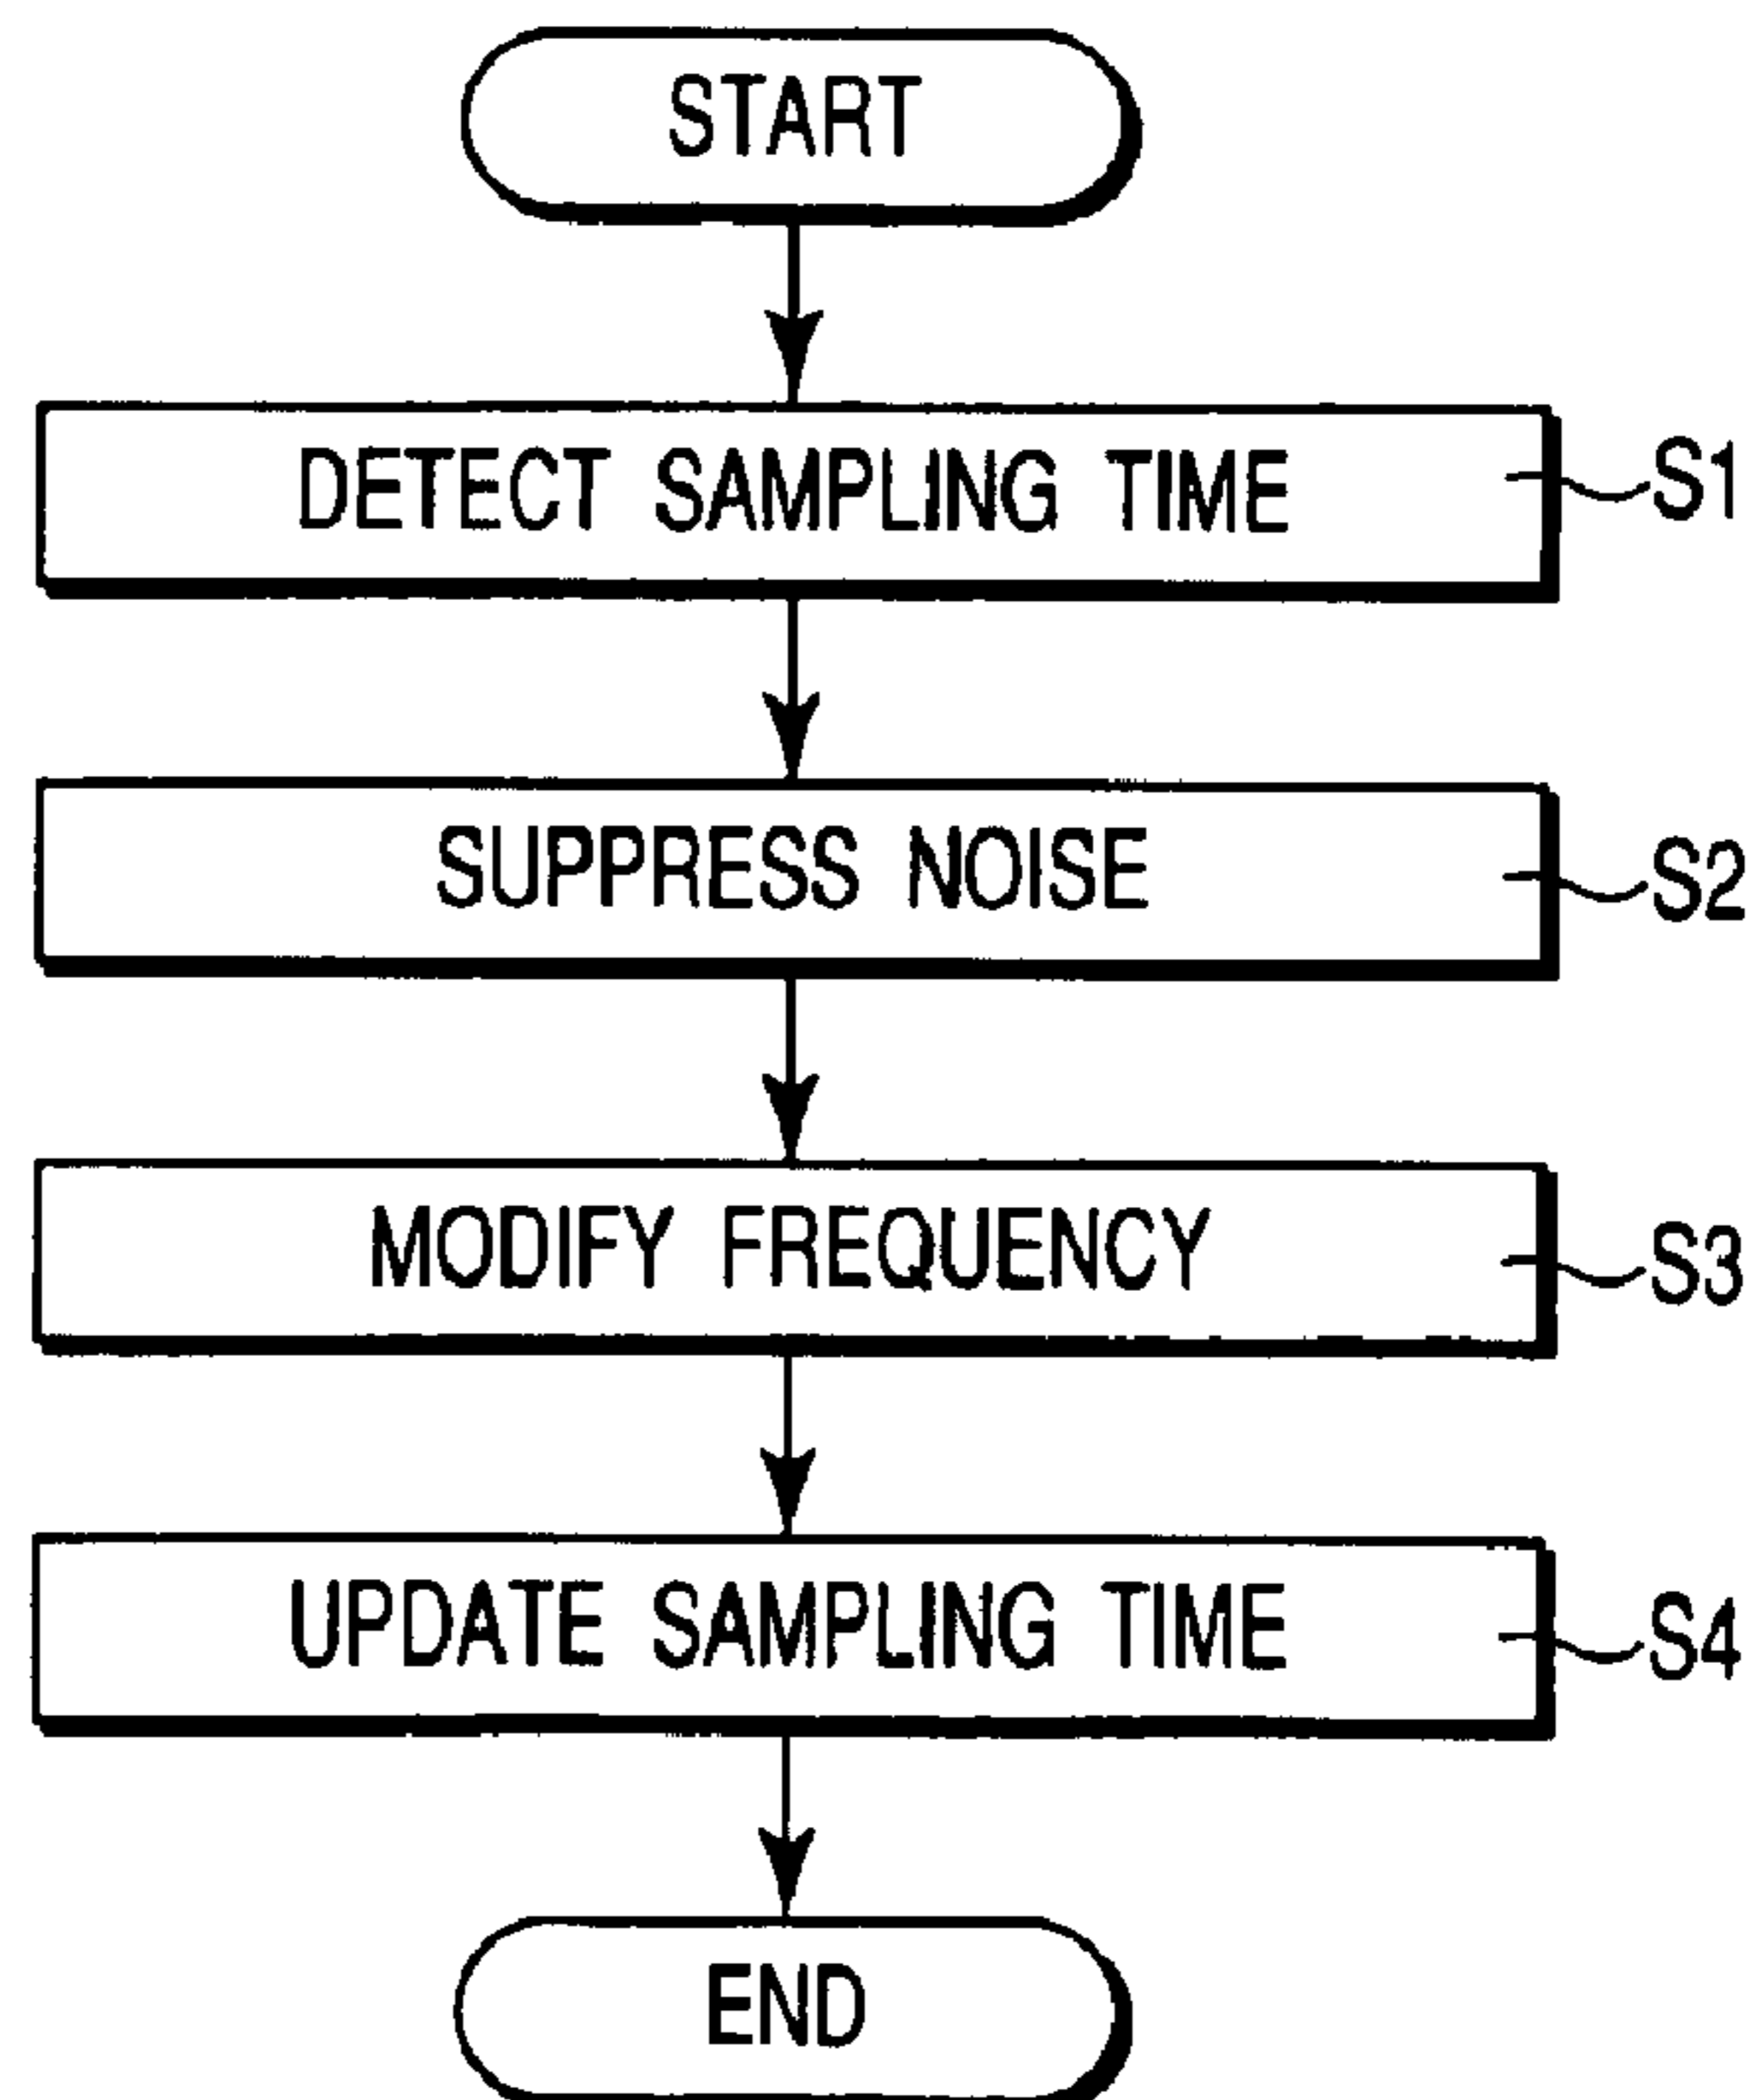 START
DETECT SAMPLING TIME
S1
SUPPRESS NOISE
S2
MODIFY FREQUENCY
S3
UPDATE SAMPLING TIME
S4
END